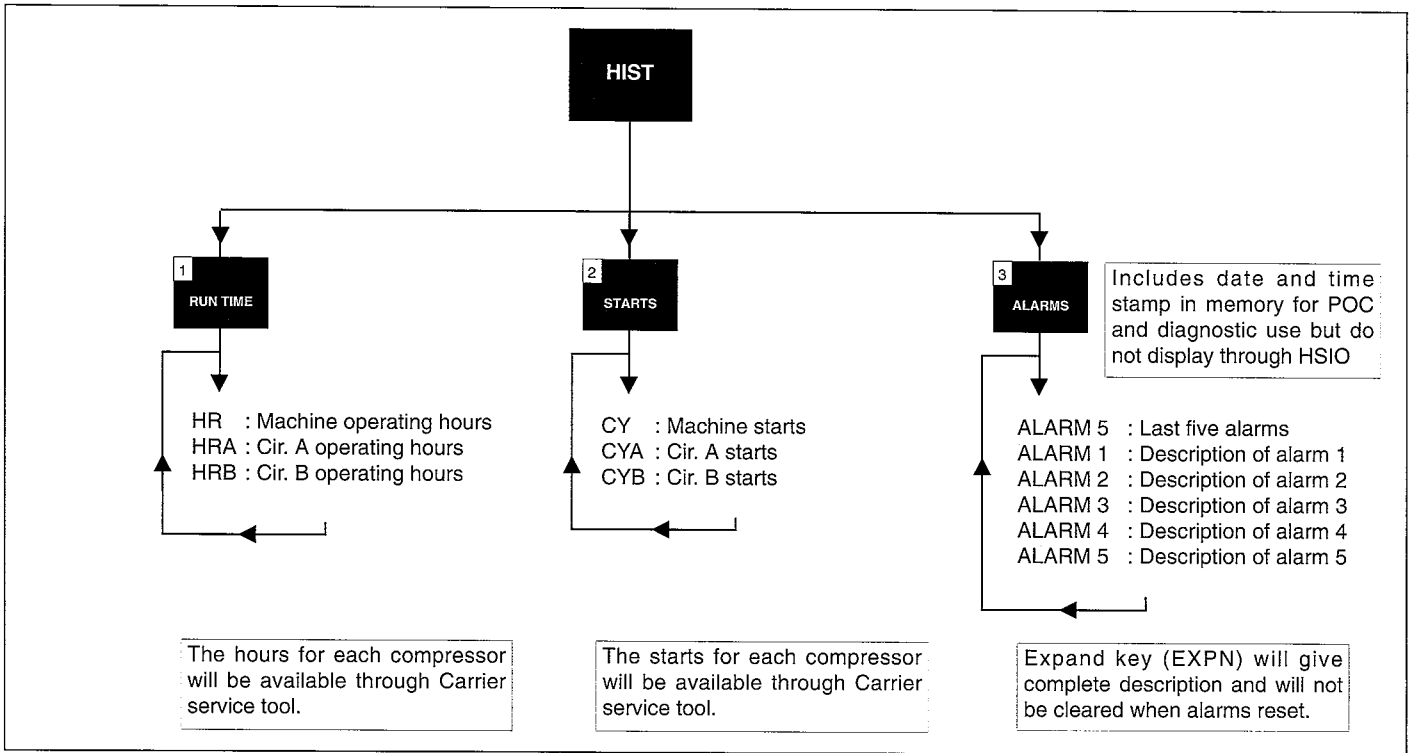 HIST
1
RUN TIME
HR : Machine operating hours
HRA : Cir. A operating hours
HRB : Cir. B operating hours
The hours for each compressor
will be available through Carrier
service tool.
2
STARTS
CY : Machine starts
CYA : Cir. A starts
CYB : Cir. B starts
The starts for each compressor
will be available through Carrier
service tool.
3
ALARMS
Includes date and time
stamp in memory for POC
and diagnostic use but do
not display through HSIO
ALARM 5 : Last five alarms
ALARM 1 : Description of alarm 1
ALARM 2 : Description of alarm 2
ALARM 3 : Description of alarm 3
ALARM 4 : Description of alarm 4
ALARM 5 : Description of alarm 5
Expand key (EXPN) will give
complete description and will not
be cleared when alarms reset.